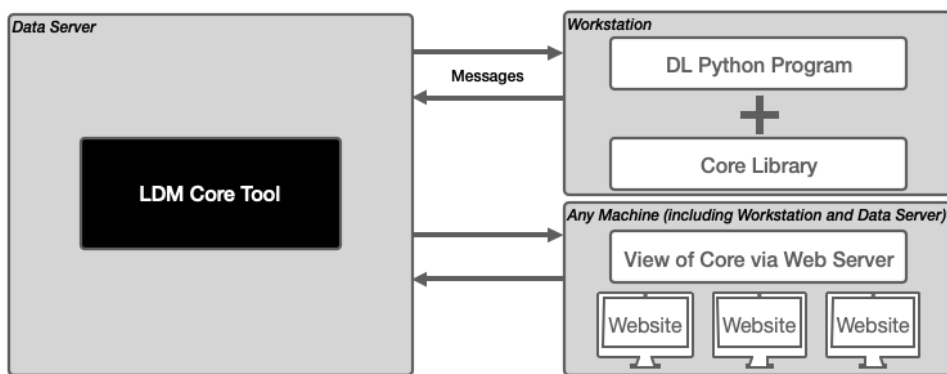 Data Server
LDM Core Tool
Messages
Workstation
DL Python Program
+
Core Library
Any Machine (including Workstation and Data Server)
View of Core via Web Server
Website
Website
Website